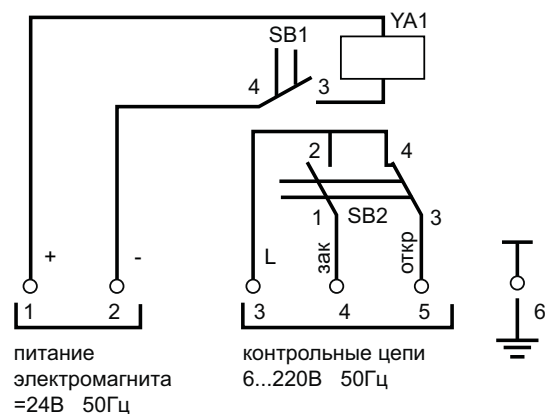 YA1
SB1
4 3
2 4
1 SB2 3
+ - L зак откр
1 2 3 4 5 6
питание
электромагнита
=24В 50Гц
контрольные цепи
6...220В 50Гц